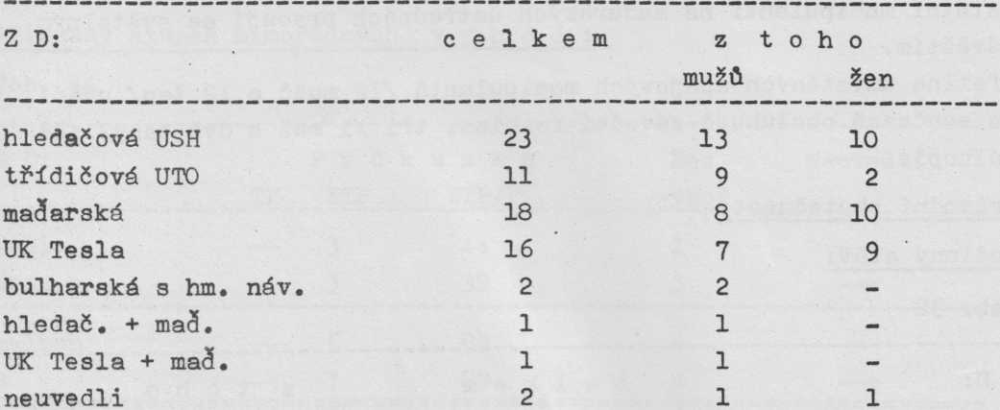 Z D: c e l k e m z t o h o
mužů žen
hledačová USH 23 13 10
třídičová UTO 11 9 2
maďarská 18 8 10
UK Tesla 16 7 9
bulharská s hm. náv. 2 2 -
hledač. + maď. 1 1 -
UK Tesla + maď. 1 1 -
neuvedli 2 1 1